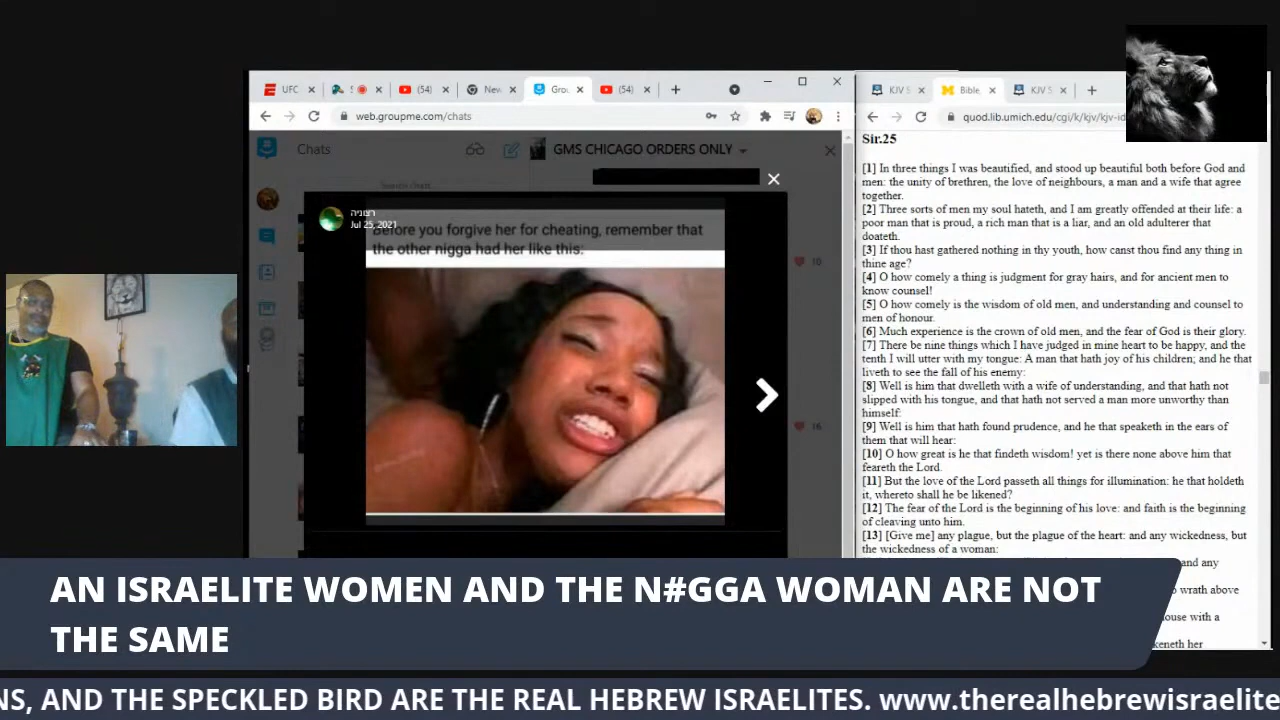 UFC
S
(54)
New
Grou
(54)
web.groupme.com/chats
Chats
GMS CHICAGO ORDERS ONLY
Search chats
רצוניה
Jul 25, 2021
Before you forgive her for cheating, remember that
the other nigga had her like this:
10
16
KJV S
Bible
KJV S
quod.lib.umich.edu/cgi/k/kjv/kjv-id
Sir.25
[1] In three things I was beautified, and stood up beautiful both before God and
men: the unity of brethren, the love of neighbours, a man and a wife that agree
together.
[2] Three sorts of men my soul hateth, and I am greatly offended at their life: a
poor man that is proud, a rich man that is a liar, and an old adulterer that
doateth.
[3] If thou hast gathered nothing in thy youth, how canst thou find any thing in
thine age?
[4] O how comely a thing is judgment for gray hairs, and for ancient men to
know counsel!
[5] O how comely is the wisdom of old men, and understanding and counsel to
men of honour.
[6] Much experience is the crown of old men, and the fear of God is their glory.
[7] There be nine things which I have judged in mine heart to be happy, and the
tenth I will utter with my tongue: A man that hath joy of his children; and he that
liveth to see the fall of his enemy:
[8] Well is him that dwelleth with a wife of understanding, and that hath not
slipped with his tongue, and that hath not served a man more unworthy than
himself:
[9] Well is him that hath found prudence, and he that speaketh in the ears of
them that will hear:
[10] O how great is he that findeth wisdom! yet is there none above him that
feareth the Lord.
[11] But the love of the Lord passeth all things for illumination: he that holdeth
it, whereto shall he be likened?
[12] The fear of the Lord is the beginning of his love: and faith is the beginning
of cleaving unto him.
[13] [Give me] any plague, but the plague of the heart: and any wickedness, but
the wickedness of a woman:
and any
wrath above
ouse with a
keneth her
AN ISRAELITE WOMEN AND THE N#GGA WOMAN ARE NOT
THE SAME
NS, AND THE SPECKLED BIRD ARE THE REAL HEBREW ISRAELITES. www.therealhebrewisraelite